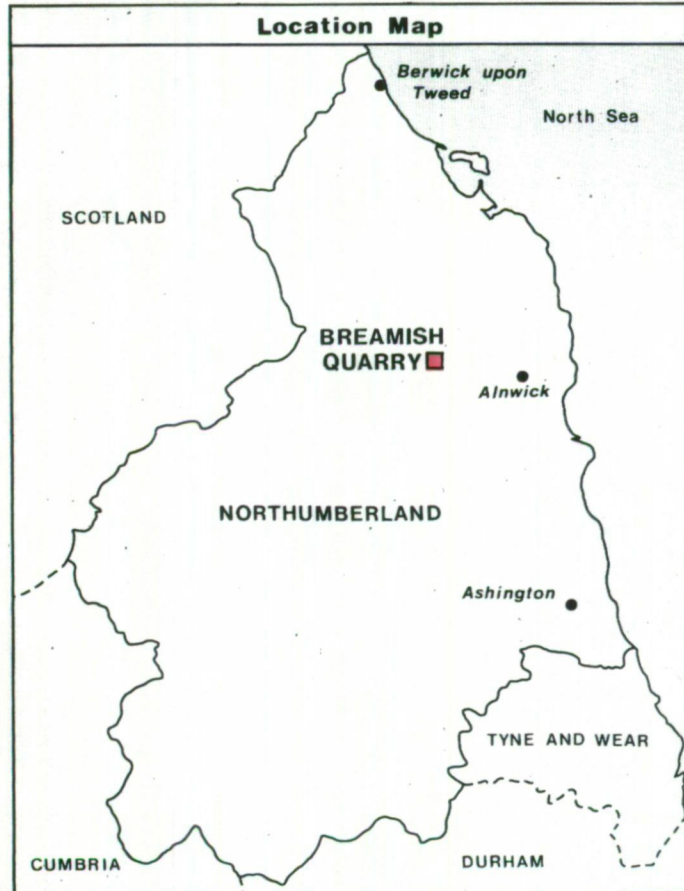 Location Map
Berwick upon
Tweed
North Sea
SCOTLAND
BREAMISH
QUARRY
Alnwick
NORTHUMBERLAND
Ashington
TYNE AND WEAR
CUMBRIA
DURHAM